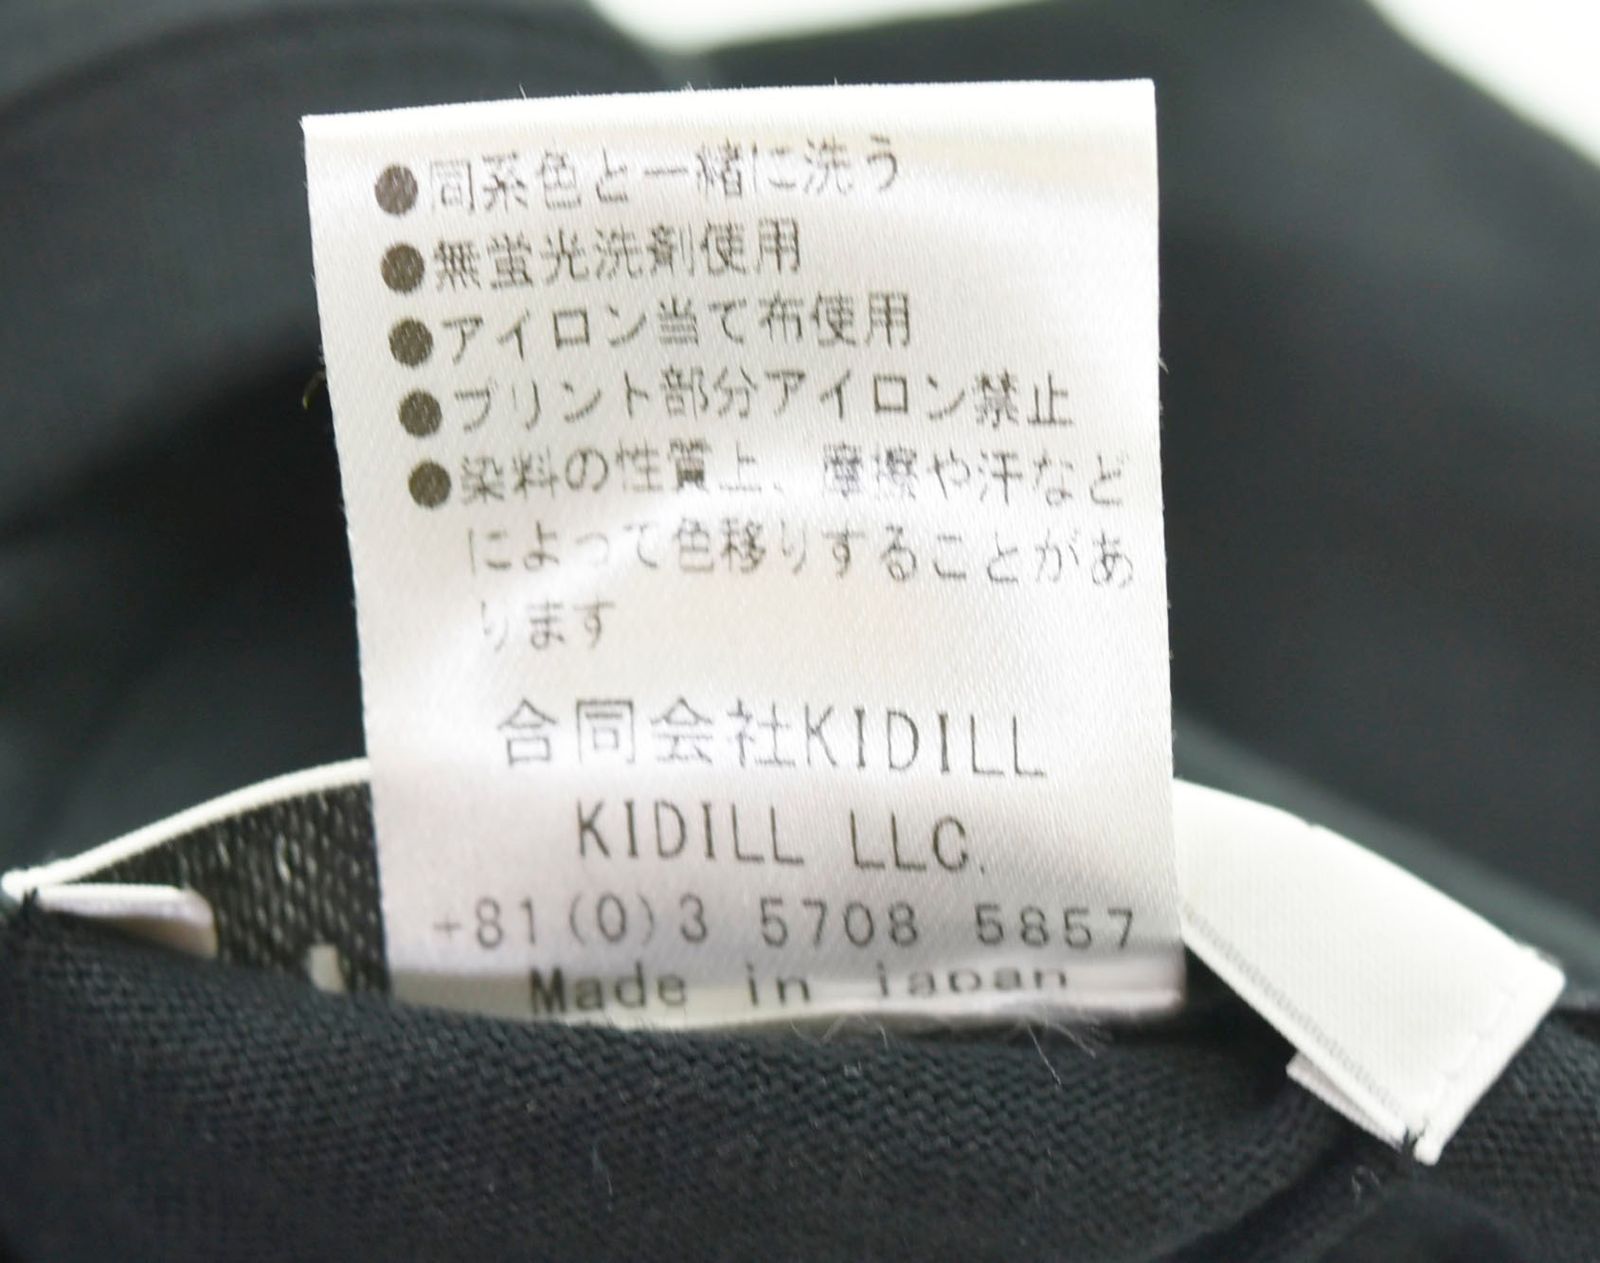 ●同系色と一緒に洗う
●無蛍光洗剤使用
●アイロン当て布使用
●プリント部分アイロン禁止
●染料の性質上、摩擦や汗など
によって色移りすることがあ
ります
合同会社KIDILL
KIDILL LLC.
+81(0)3 5708 5857
Made in japan